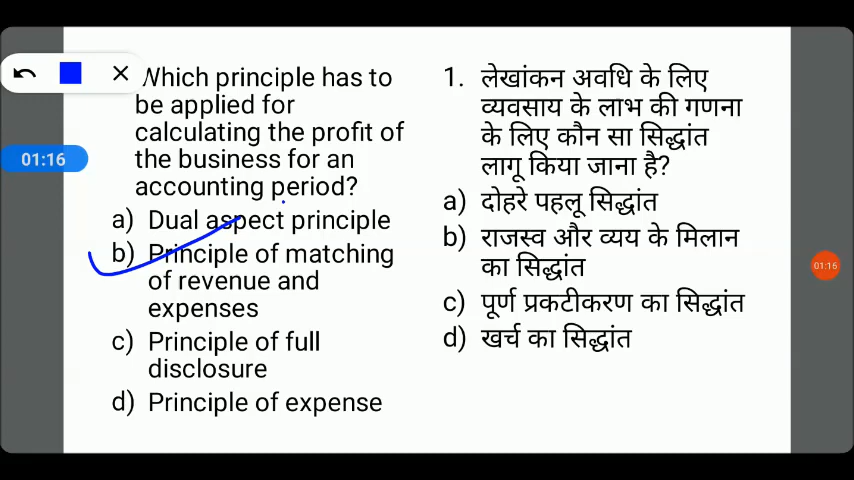 Which principle has to
be applied for
calculating the profit of
the business for an
accounting period?
a) Dual aspect principle
b) Principle of matching
of revenue and
expenses
c) Principle of full
disclosure
d) Principle of expense
1. लेखांकन अवधि के लिए
व्यवसाय के लाभ की गणना
के लिए कौन सा सिद्धांत
लागू किया जाना है?
a) दोहरे पहलू सिद्धांत
b) राजस्व और व्यय के मिलान
का सिद्धांत
c) पूर्ण प्रकटीकरण का सिद्धांत
d) खर्च का सिद्धांत
01:16
01:16